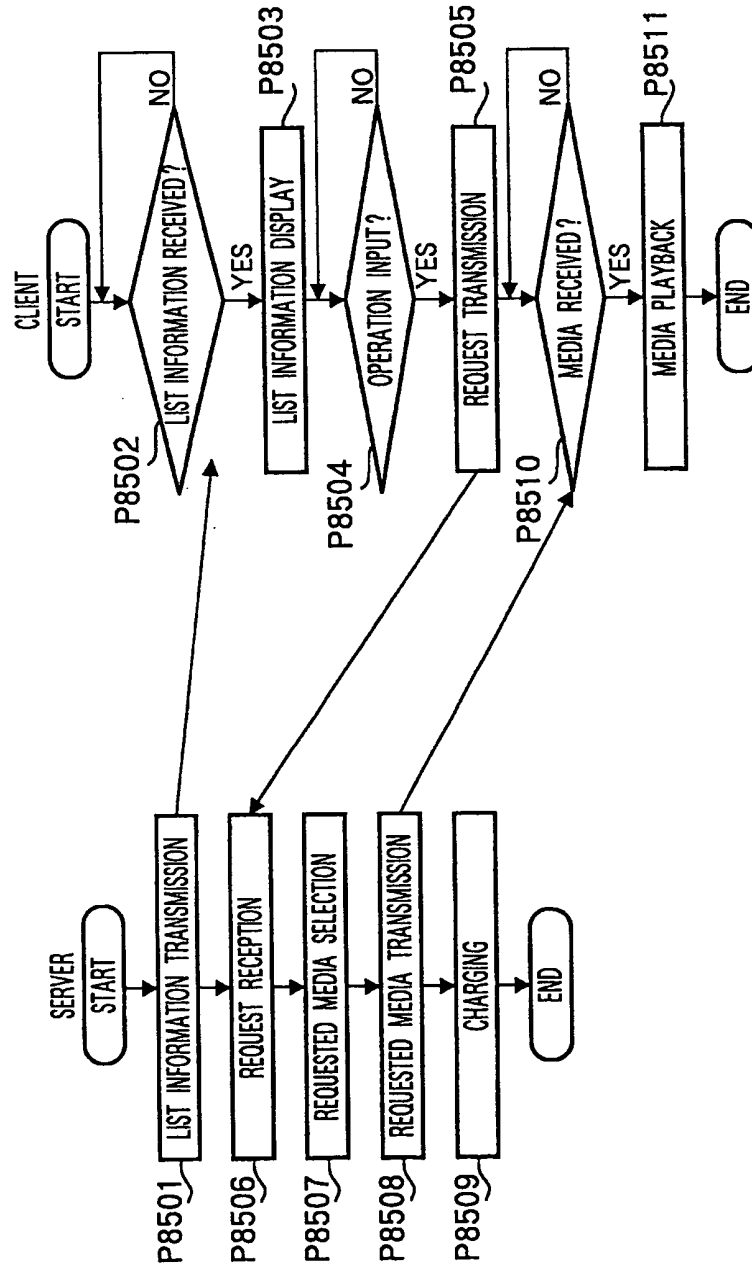 SERVER
START
P8501
LIST INFORMATION TRANSMISSION
P8506
REQUEST RECEPTION
P8507
REQUESTED MEDIA SELECTION
P8508
REQUESTED MEDIA TRANSMISSION
P8509
CHARGING
END
CLIENT
START
P8502
LIST INFORMATION RECEIVED?
NO
YES
LIST INFORMATION DISPLAY
P8503
P8504
OPERATION INPUT?
NO
YES
REQUEST TRANSMISSION
P8505
P8510
MEDIA RECEIVED?
NO
YES
MEDIA PLAYBACK
P8511
END